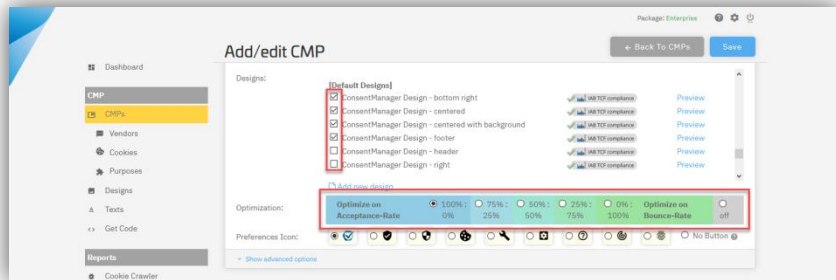 Package: Enterprise
Add/edit CMP
← Back To CMPs
Save
Dashboard
CMP
CMPs
Vendors
Cookies
Purposes
Designs
Texts
Get Code
Reports
Cookie Crawler
Designs:
[Default Designs]
ConsentManager Design - bottom right IAB TCF compliance Preview
ConsentManager Design - centered IAB TCF compliance Preview
ConsentManager Design - centered with background IAB TCF compliance Preview
ConsentManager Design - footer IAB TCF compliance Preview
ConsentManager Design - header IAB TCF compliance Preview
ConsentManager Design - right IAB TCF compliance Preview
Add new design
Optimization:
Optimize on 100% : 75% : 50% : 25% : 0% : Optimize on
Acceptance-Rate 0% 25% 50% 75% 100% Bounce-Rate off
Preferences Icon: No Button
Show advanced options